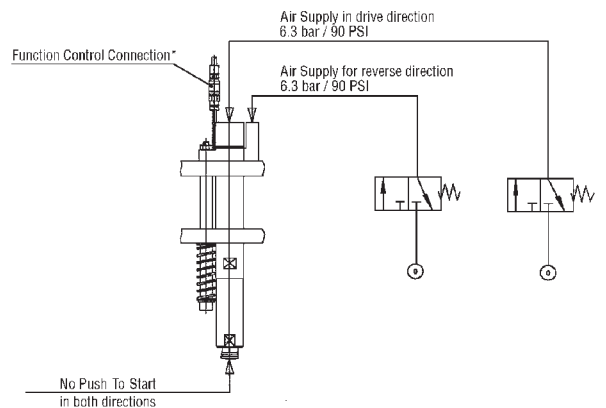 Air Supply in drive direction
6.3 bar / 90 PSI
Function Control Connection*
Air Supply for reverse direction
6.3 bar / 90 PSI
No Push To Start
in both directions